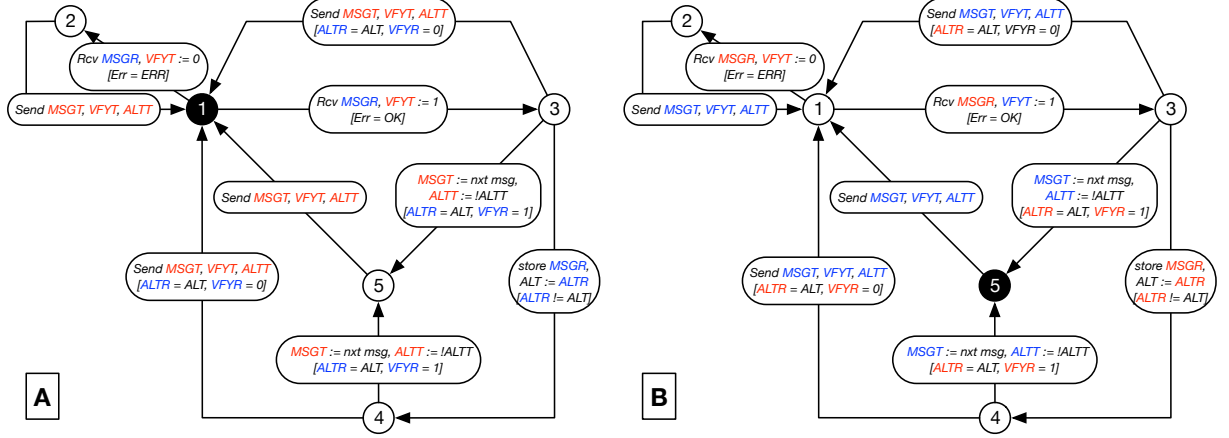 2
Send MSGT, VFYT, ALTT
[ALTR = ALT, VFYR = 0]
Rcv MSGR, VFYT := 0
[Err = ERR]
Send MSGT, VFYT, ALTT
1
Rcv MSGR, VFYT := 1
[Err = OK]
3
MSGT := nxt msg,
ALTT := !ALTT
[ALTR = ALT, VFYR = 1]
Send MSGT, VFYT, ALTT
Send MSGT, VFYT, ALTT
[ALTR = ALT, VFYR = 0]
5
store MSGR,
ALT := ALTR
[ALTR != ALT]
MSGT := nxt msg, ALTT := !ALTT
[ALTR = ALT, VFYR = 1]
A
4
2
Send MSGT, VFYT, ALTT
[ALTR = ALT, VFYR = 0]
Rcv MSGR, VFYT := 0
[Err = ERR]
Send MSGT, VFYT, ALTT
1
Rcv MSGR, VFYT := 1
[Err = OK]
3
MSGT := nxt msg,
ALTT := !ALTT
[ALTR = ALT, VFYR = 1]
Send MSGT, VFYT, ALTT
Send MSGT, VFYT, ALTT
[ALTR = ALT, VFYR = 0]
5
store MSGR,
ALT := ALTR
[ALTR != ALT]
MSGT := nxt msg, ALTT := !ALTT
[ALTR = ALT, VFYR = 1]
B
4